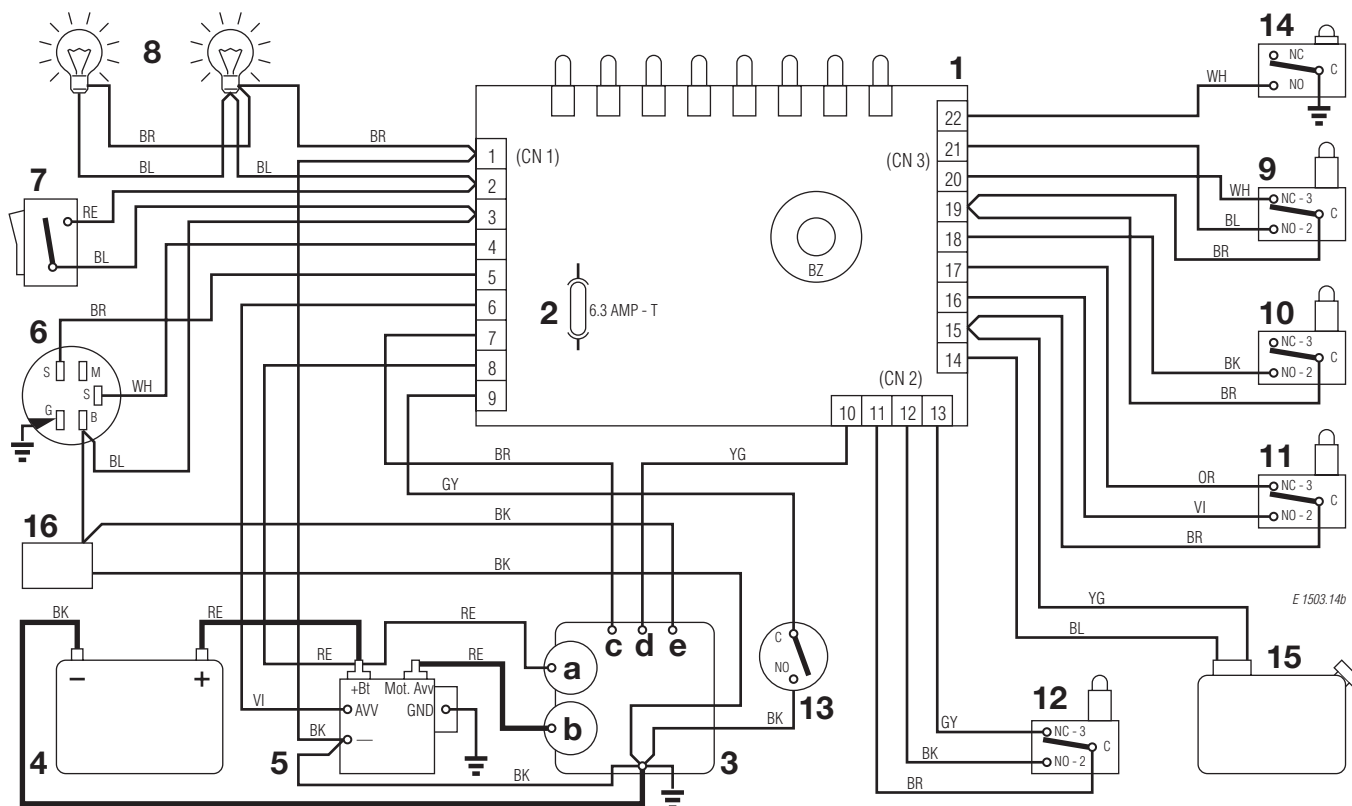 8
1
14
NC
C
NO
WH
22
BR
BR
1
(CN 1)
21
(CN 3)
9
BL
BL
2
20
WH
NC - 3
C
7
RE
3
19
BL
NO - 2
4
18
BR
BL
5
17
BZ
6
BR
6
2
6.3 AMP - T
16
10
7
15
NC - 3
C
S
M
8
14
BK
NO - 2
S
WH
9
(CN 2)
BR
G
B
10
11
12
13
BL
BR
YG
11
GY
OR
NC - 3
C
16
BK
VI
NO - 2
BK
BR
BK
RE
RE
YG
E 1503.14b
c
d
e
C
BL
15
−
+
RE
RE
a
NO
+Bt
Mot. Avv
13
12
VI
AVV
GND
b
BK
GY
NC - 3
C
BK
—
4
5
3
BK
NO - 2
BK
BR